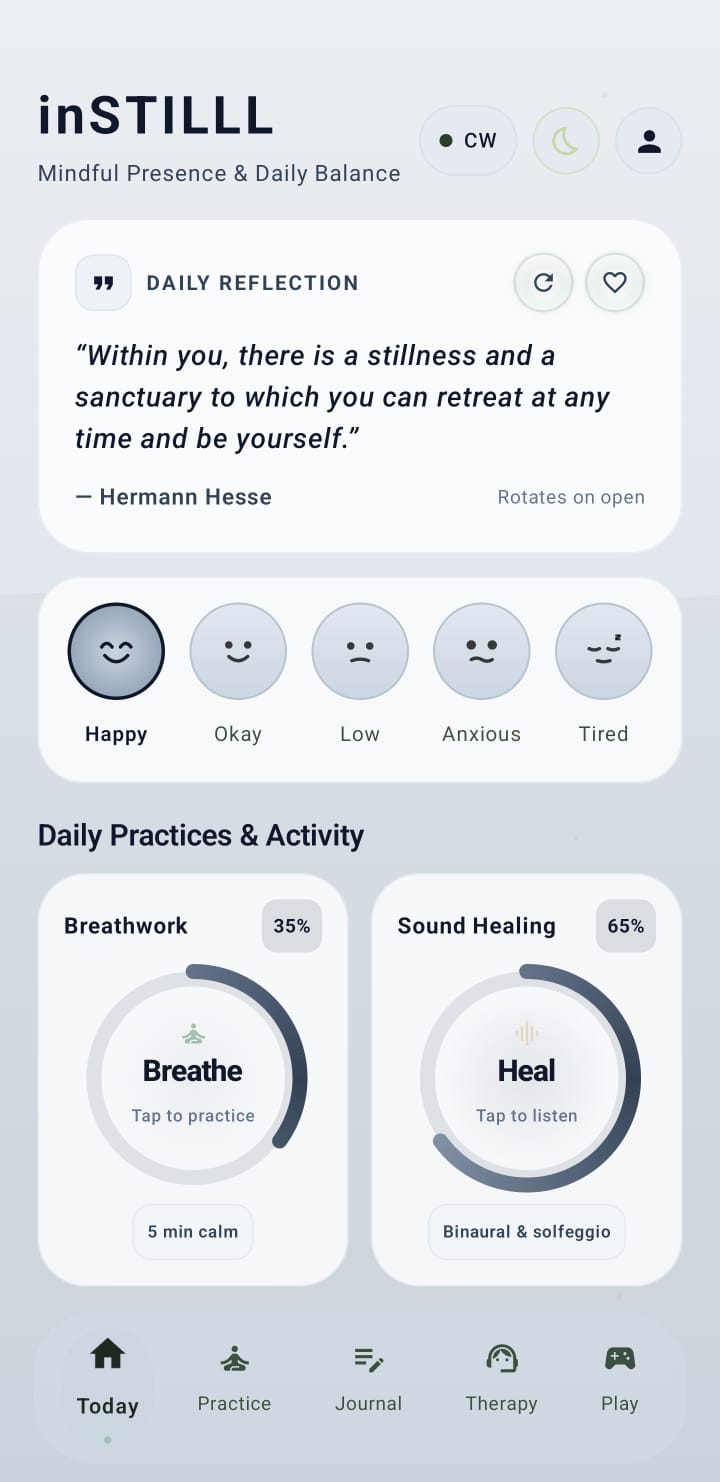 inSTILLL
Mindful Presence & Daily Balance
CW
DAILY REFLECTION
“Within you, there is a stillness and a
sanctuary to which you can retreat at any
time and be yourself.”
— Hermann Hesse
Rotates on open
Happy
Okay
Low
Anxious
Tired
Daily Practices & Activity
Breathwork
35%
Breathe
Tap to practice
5 min calm
Sound Healing
65%
Heal
Tap to listen
Binaural & solfeggio
Today
Practice
Journal
Therapy
Play